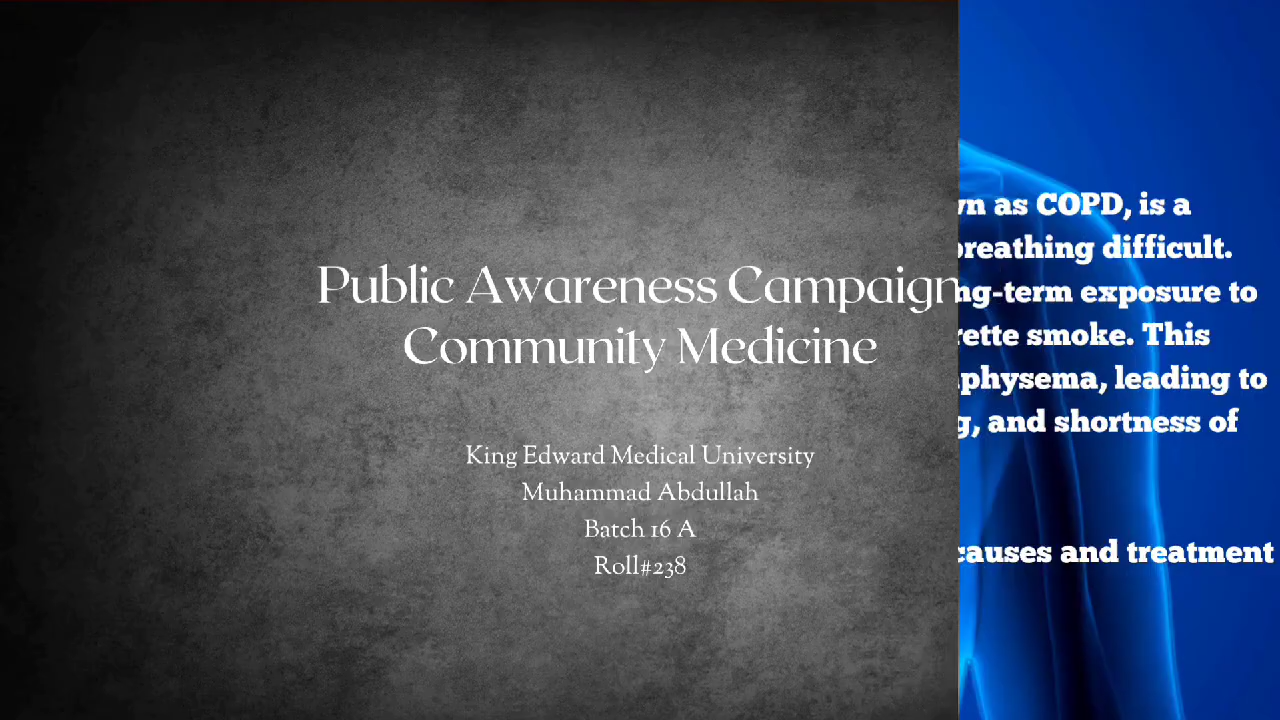 Public Awareness Campaign
Community Medicine
King Edward Medical University
Muhammad Abdullah
Batch 16 A
Roll#238
as COPD, is a
difficult.
exposure to
smoke. This
leading to
and shortness of
causes and treatment